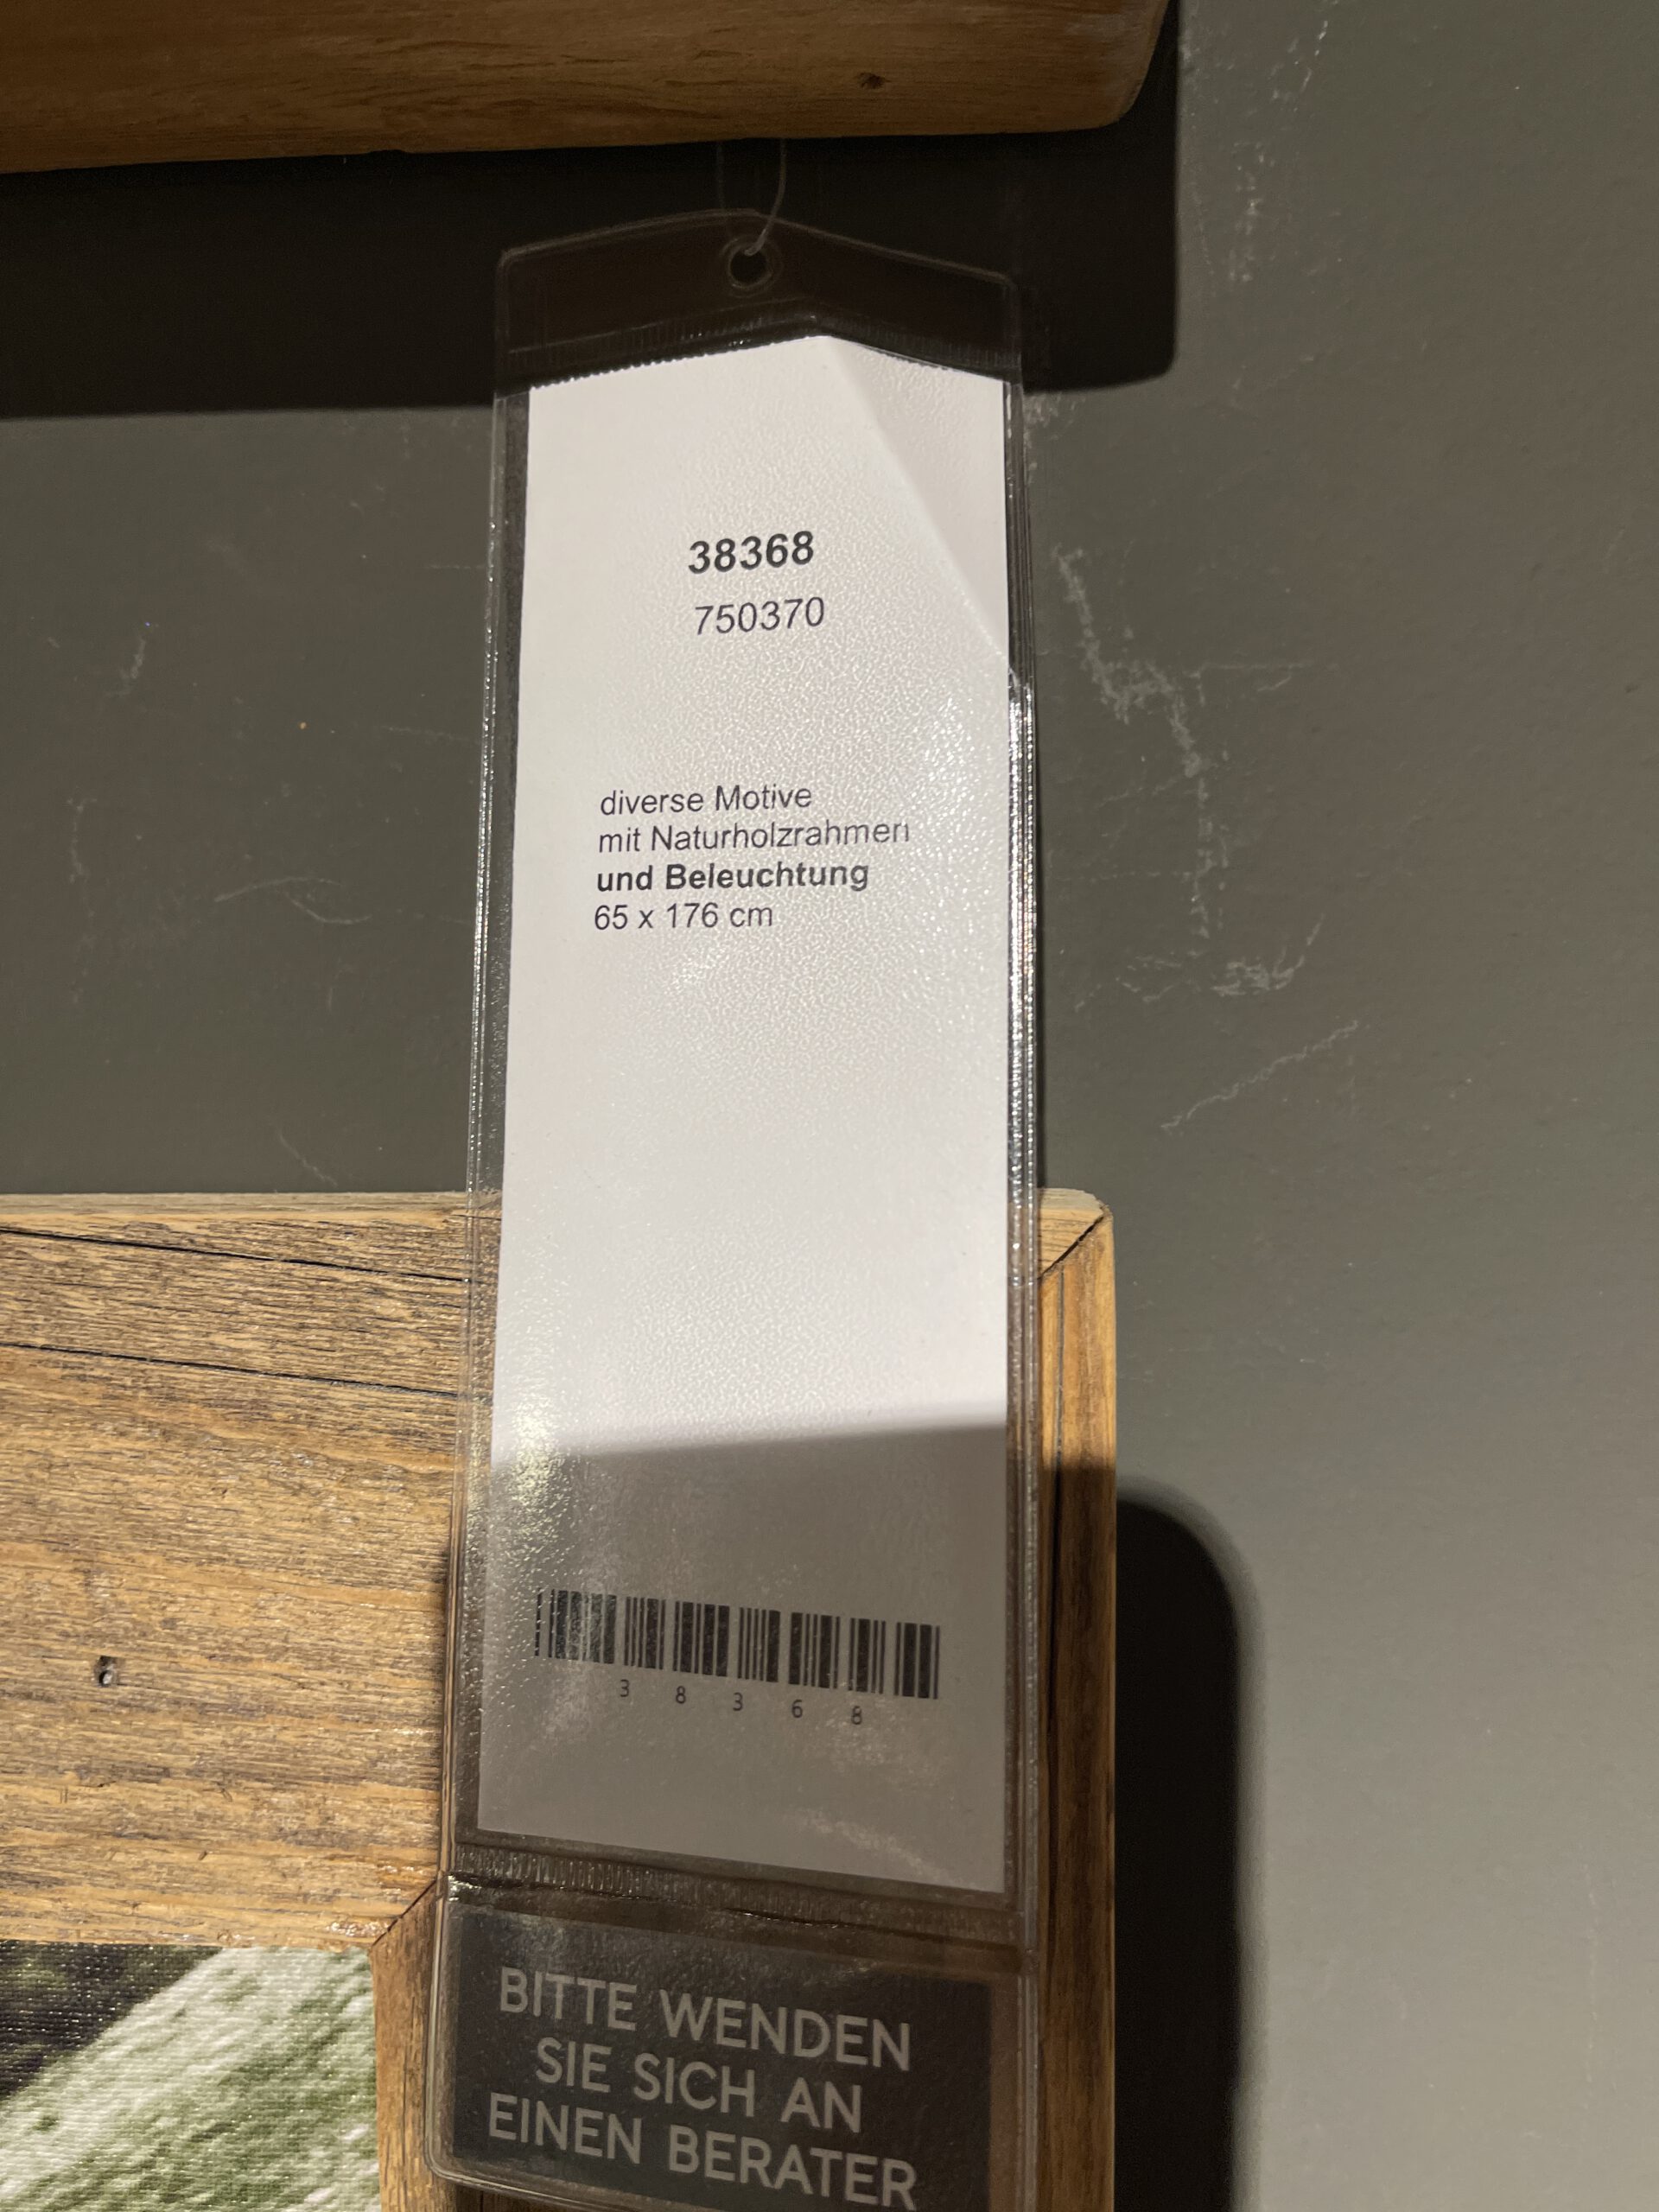 38368
750370
diverse Motive
mit Naturholzrahmen
und Beleuchtung
65 x 176 cm
3 8 3 6 8
BITTE WENDEN
SIE SICH AN
EINEN BERATER